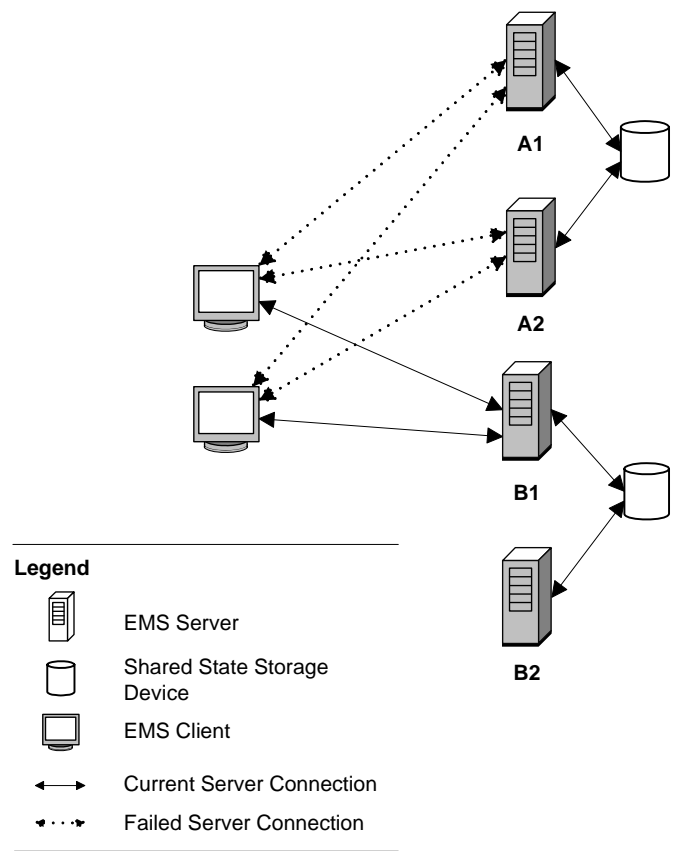 A1
A2
B1
B2
Legend
EMS Server
Shared State Storage
Device
EMS Client
Current Server Connection
Failed Server Connection